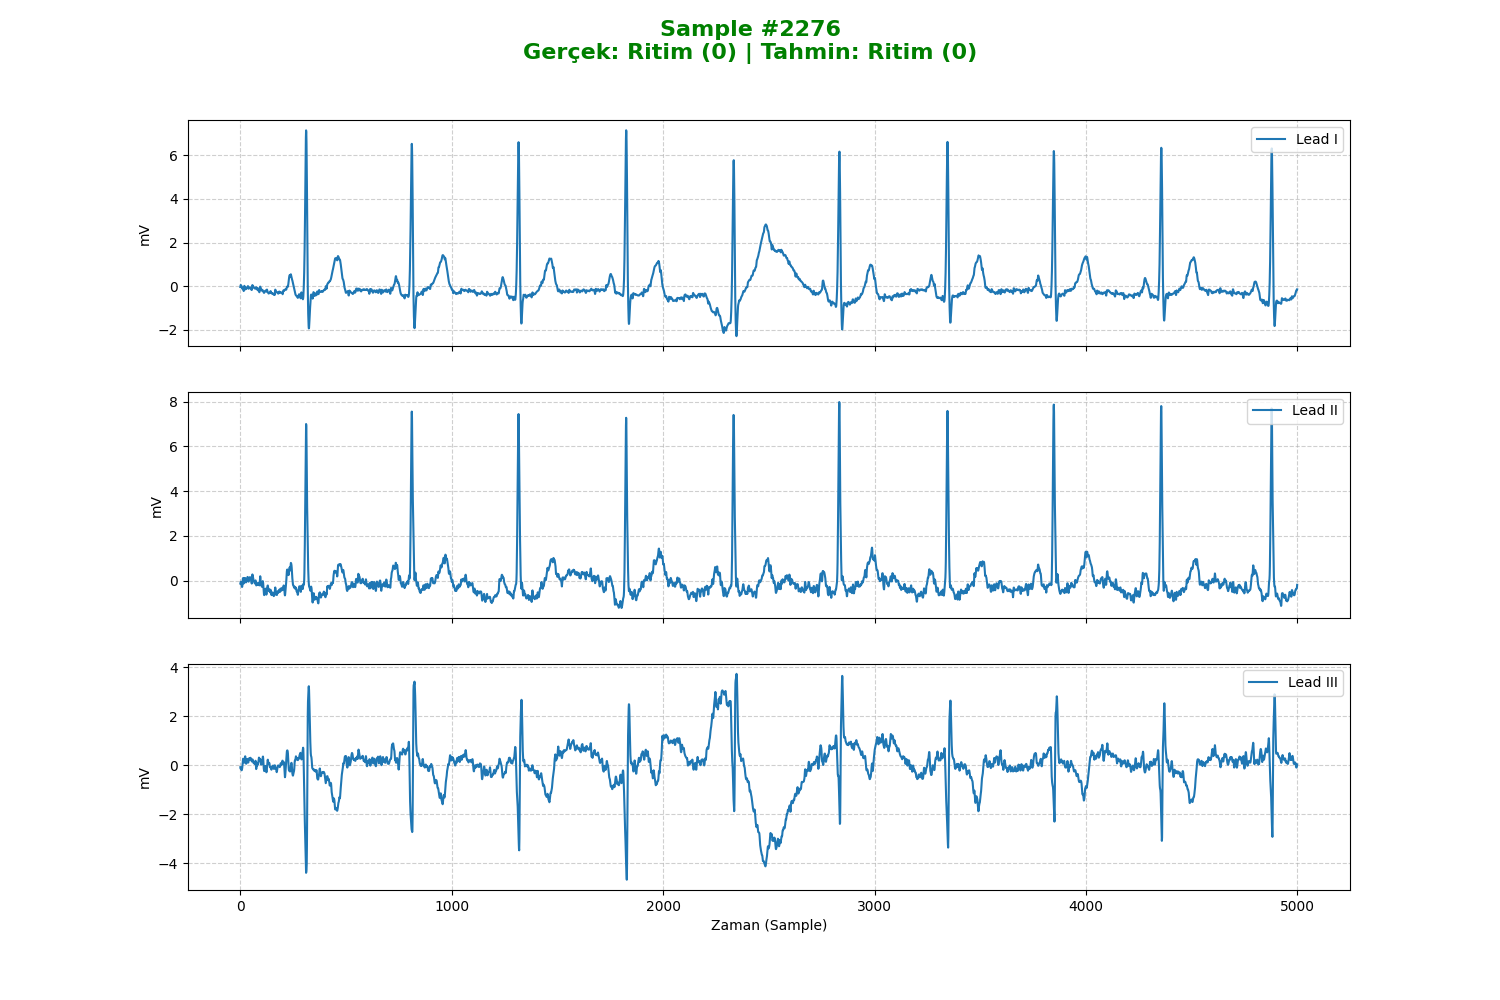 Sample #2276
Gerçek: Ritim (0) | Tahmin: Ritim (0)
Lead I
6
4
2
0
−2
mV
Lead II
8
6
4
2
0
mV
Lead III
4
2
0
−2
−4
mV
0 1000 2000 3000 4000 5000
Zaman (Sample)